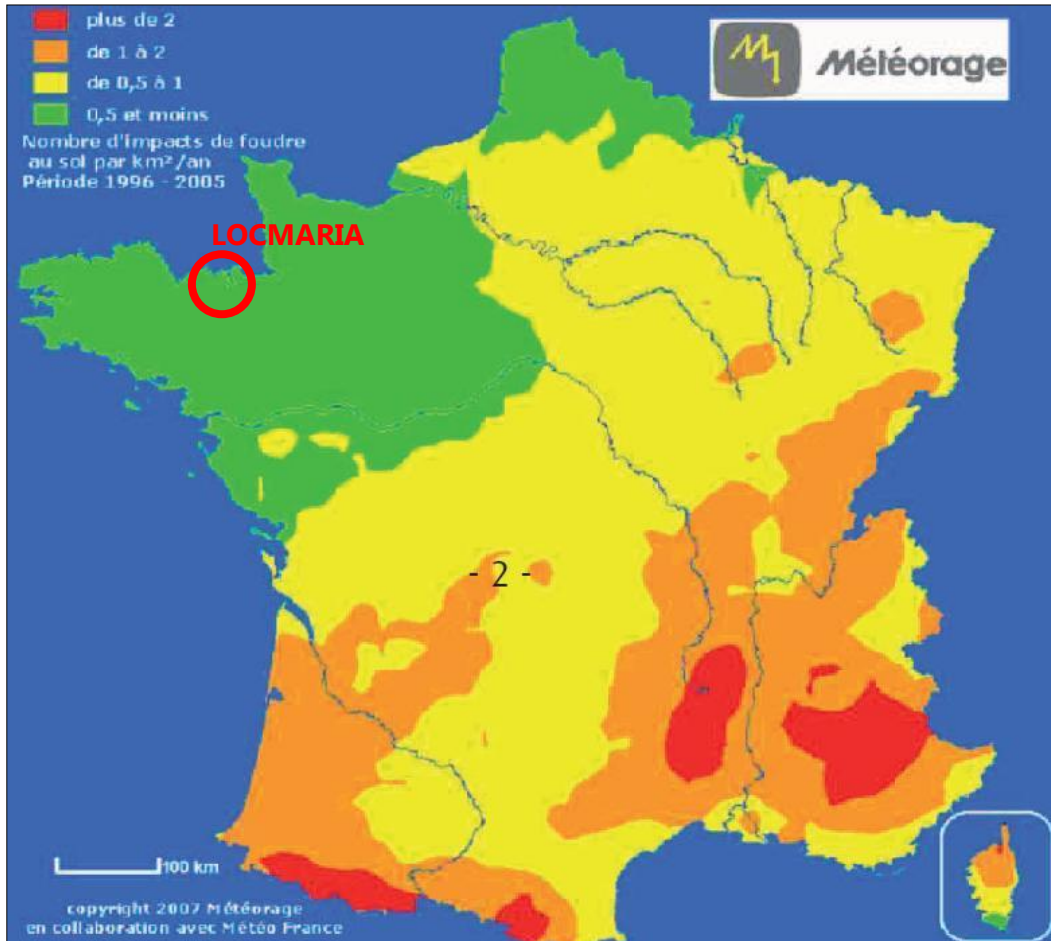 plus de 2
de 1 à 2
de 0,5 à 1
0,5 et moins
Nombre d'impacts de foudre
au sol par km²/an
Période 1996 - 2005
Météorage
LOCMARIA
- 2 -
100 km
copyright 2007 Météorage
en collaboration avec Météo France